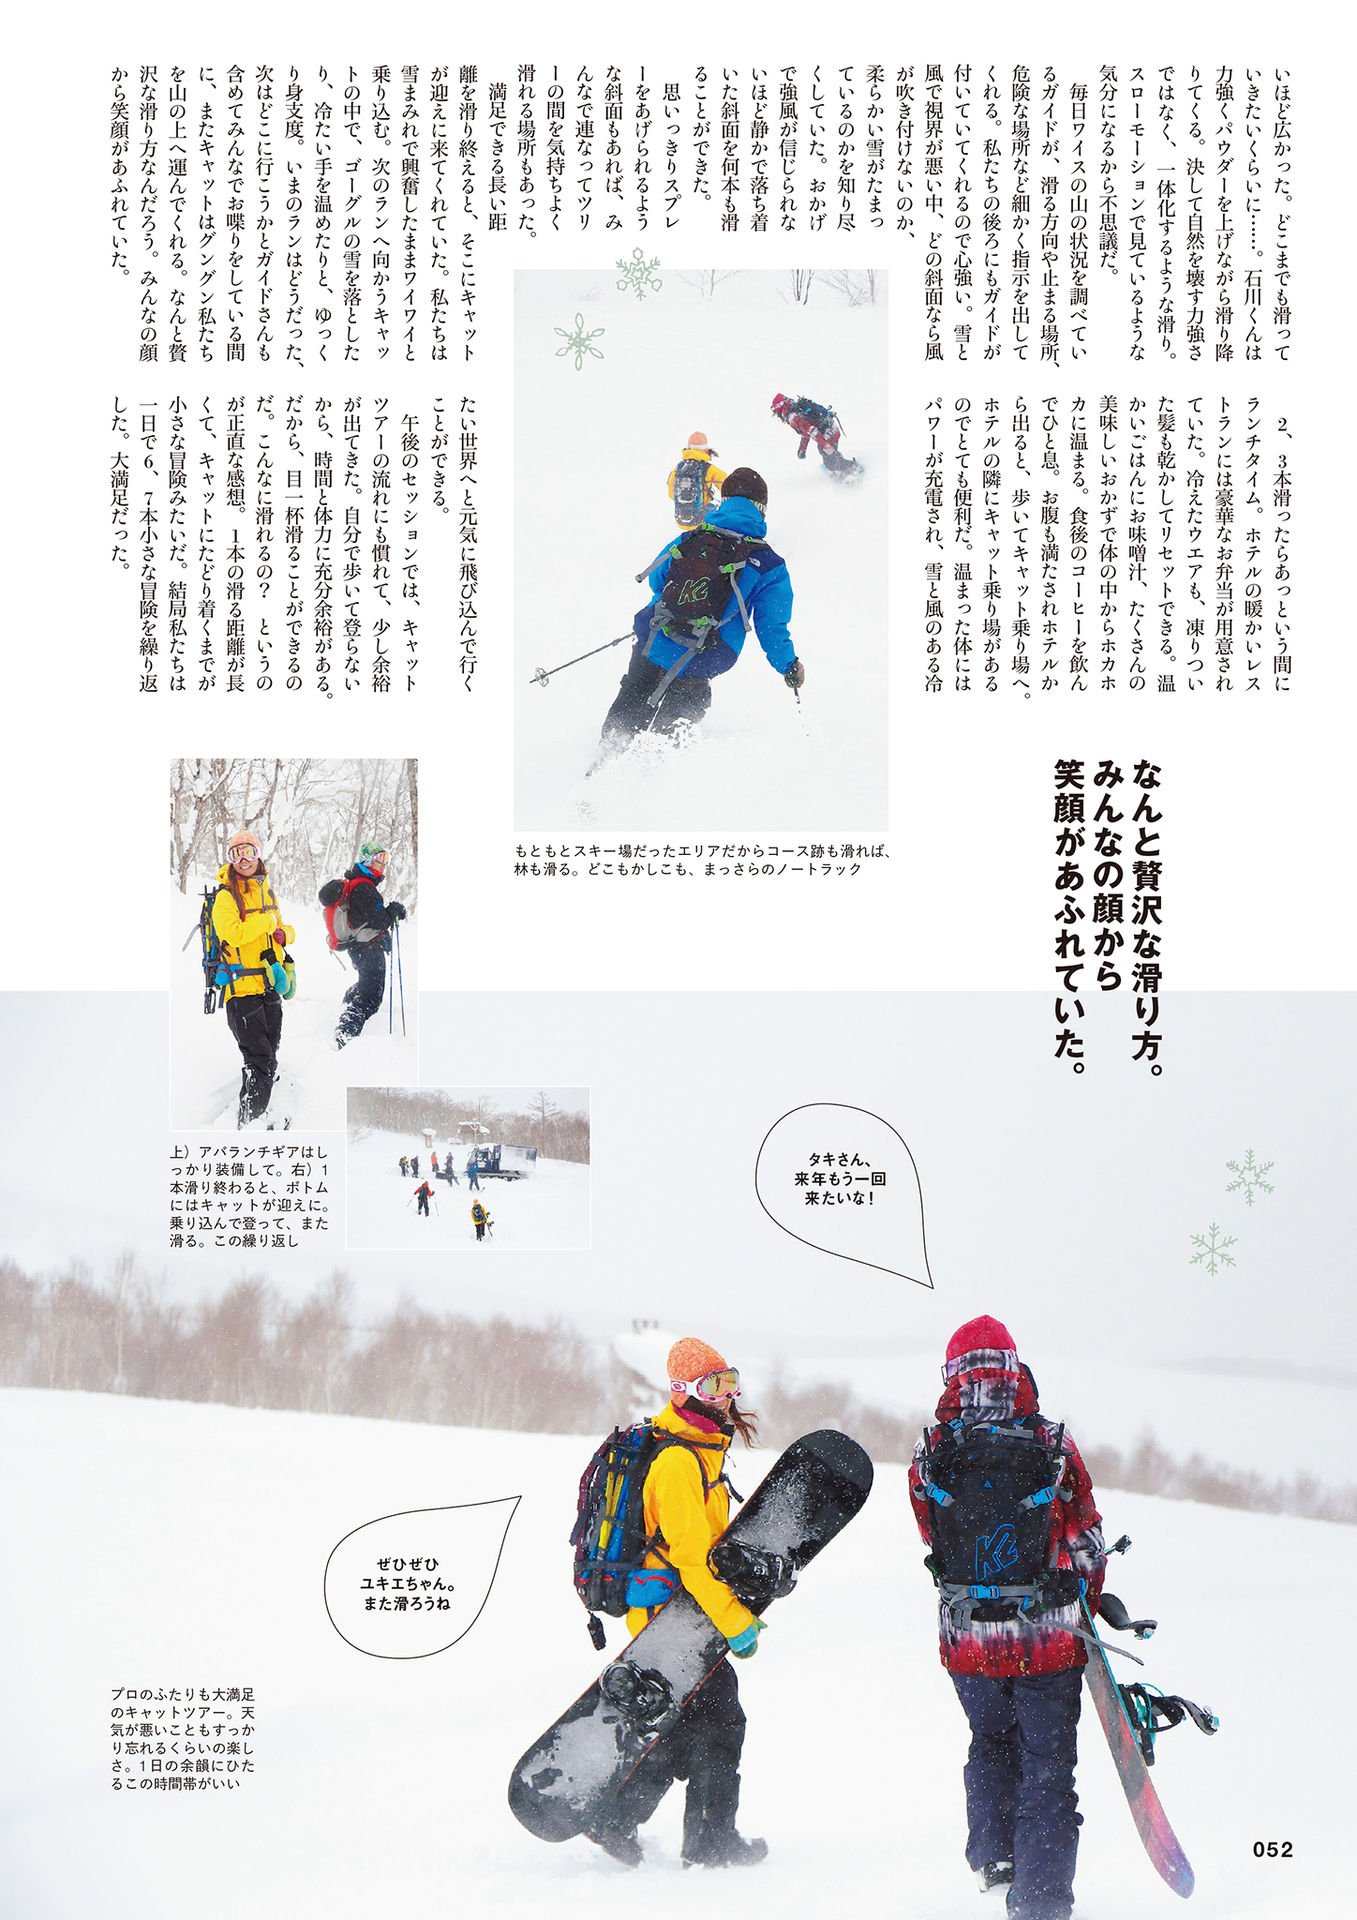 いほど広かった。どこまでも滑って
いきたいくらいに……。石川くんは
力強くパウダーを上げながら滑り降
りてくる。決して自然を壊す力強さ
ではなく、一体化するような滑り。
スローモーションで見ているような
気分になるから不思議だ。
毎日ワイスの山の状況を調べてい
るガイドが、滑る方向や止まる場所、
危険な場所など細かく指示を出して
くれる。私たちの後ろにもガイドが
付いていてくれるので心強い。雪と
風で視界が悪い中、どの斜面なら風
が吹き付けないのか、
柔らかい雪がたまっ
ているのかを知り尽
くしていた。おかげ
で強風が信じられな
いほど静かで落ち着
いた斜面を何本も滑
ることができた。
思いっきりスプレ
ーをあげられるよう
な斜面もあれば、み
んなで連なってツリ
ーの間を気持ちよく
滑れる場所もあった。
満足できる長い距
離を滑り終えると、そこにキャット
が迎えに来てくれていた。私たちは
雪まみれで興奮したままワイワイと
乗り込む。次のランへ向かうキャッ
トの中で、ゴーグルの雪を落とした
り、冷たい手を温めたりと、ゆっく
り身支度。いまのランはどうだった、
次はどこに行こうかとガイドさんも
含めてみんなでお喋りをしている間
に、またキャットはグングン私たち
を山の上へ運んでくれる。なんと贅
沢な滑り方なんだろう。みんなの顔
から笑顔があふれていた。
2、3本滑ったらあっという間に
ランチタイム。ホテルの暖かいレス
トランには豪華なお弁当が用意され
ていた。冷えたウエアも、凍りつい
た髪も乾かしてリセットできる。温
かいごはんにお味噌汁、たくさんの
美味しいおかずで体の中からホカホ
カに温まる。食後のコーヒーを飲ん
でひと息。お腹も満たされホテルか
ら出ると、歩いてキャット乗り場へ。
ホテルの隣にキャット乗り場がある
のでとても便利だ。温まった体には
パワーが充電され、雪と風のある冷
たい世界へと元気に飛び込んで行く
ことができる。
午後のセッションでは、キャット
ツアーの流れにも慣れて、少し余裕
が出てきた。自分で歩いて登らない
から、時間と体力に充分余裕がある。
だから、目一杯滑ることができるの
だ。こんなに滑れるの？　というの
が正直な感想。1本の滑る距離が長
くて、キャットにたどり着くまでが
小さな冒険みたいだ。結局私たちは
一日で6、7本小さな冒険を繰り返
した。大満足だった。
なんと贅沢な滑り方。
みんなの顔から
笑顔があふれていた。
K2
もともとスキー場だったエリアだからコース跡も滑れば、
林も滑る。どこもかしこも、まっさらのノートラック
上）アバランチギアはし
っかり装備して。右）1
本滑り終わると、ボトム
にはキャットが迎えに。
乗り込んで登って、また
滑る。この繰り返し
タキさん、
来年もう一回
来たいな！
ぜひぜひ
ユキエちゃん。
また滑ろうね
K2
プロのふたりも大満足
のキャットツアー。天
気が悪いこともすっか
り忘れるくらいの楽し
さ。1日の余韻にひた
るこの時間帯がいい
052